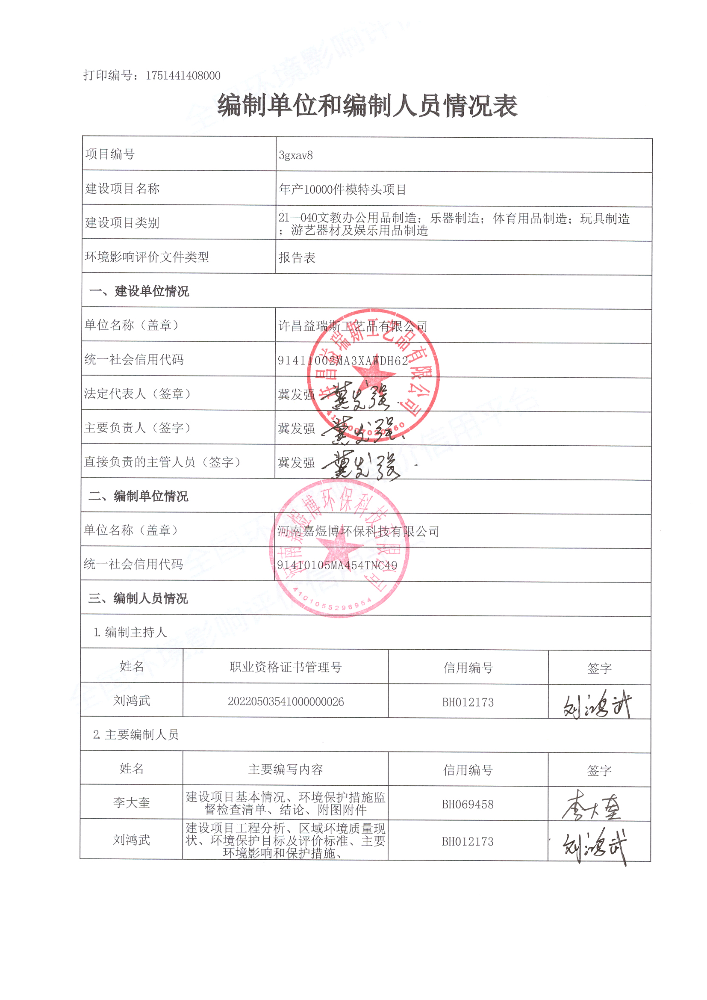 打印编号：1751441408000
编制单位和编制人员情况表
项目编号 3gxav8
建设项目名称 年产10000件模特头项目
建设项目类别 21—040文教办公用品制造；乐器制造；体育用品制造；玩具制造
；游艺器材及娱乐用品制造
环境影响评价文件类型 报告表
一、建设单位情况
单位名称（盖章） 许昌益瑞斯工艺品有限公司
统一社会信用代码 91411002MA3XAWDH62
法定代表人（签章） 冀发强 冀发强
主要负责人（签字） 冀发强 冀发强
直接负责的主管人员（签字） 冀发强 冀发强
许昌益瑞斯工艺品有限公司
二、编制单位情况
单位名称（盖章） 河南嘉煜博环保科技有限公司
统一社会信用代码 91410105MA454TNC49
河南嘉煜博环保科技有限公司
4101055296954
三、编制人员情况
1.编制主持人
姓名 职业资格证书管理号 信用编号 签字
刘鸿武 20220503541000000026 BH012173 刘鸿武
2.主要编制人员
姓名 主要编写内容 信用编号 签字
李大奎 建设项目基本情况、环境保护措施监
督检查清单、结论、附图附件 BH069458 李大奎
刘鸿武 建设项目工程分析、区域环境质量现
状、环境保护目标及评价标准、主要
环境影响和保护措施、 BH012173 刘鸿武
全国环境影响评价信用平台